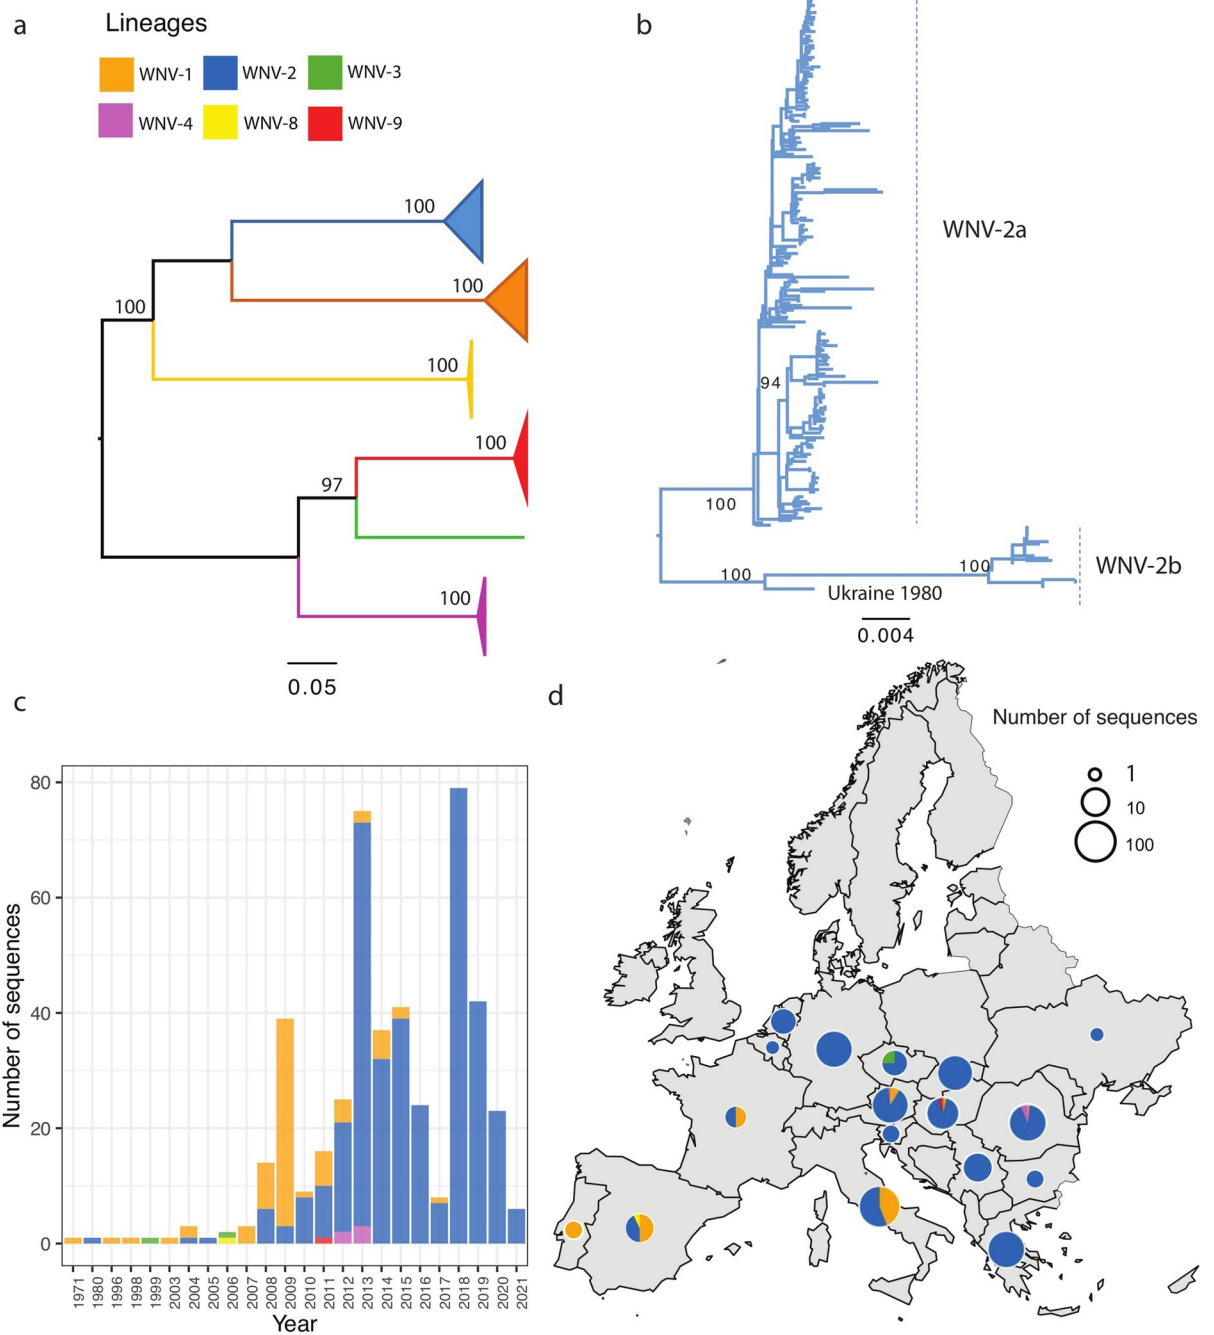 a
Lineages
WNV-1 WNV-2 WNV-3
WNV-4 WNV-8 WNV-9
100
100
100
100
100
97
100
0.05
b
WNV-2a
94
100
100
100
WNV-2b
Ukraine 1980
0.004
c
Number of sequences
80
60
40
20
0
1971 1980 1996 1998 1999 2003 2004 2005 2006 2007 2008 2009 2010 2011 2012 2013 2014 2015 2016 2017 2018 2019 2020 2021
Year
d
Number of sequences
1
10
100